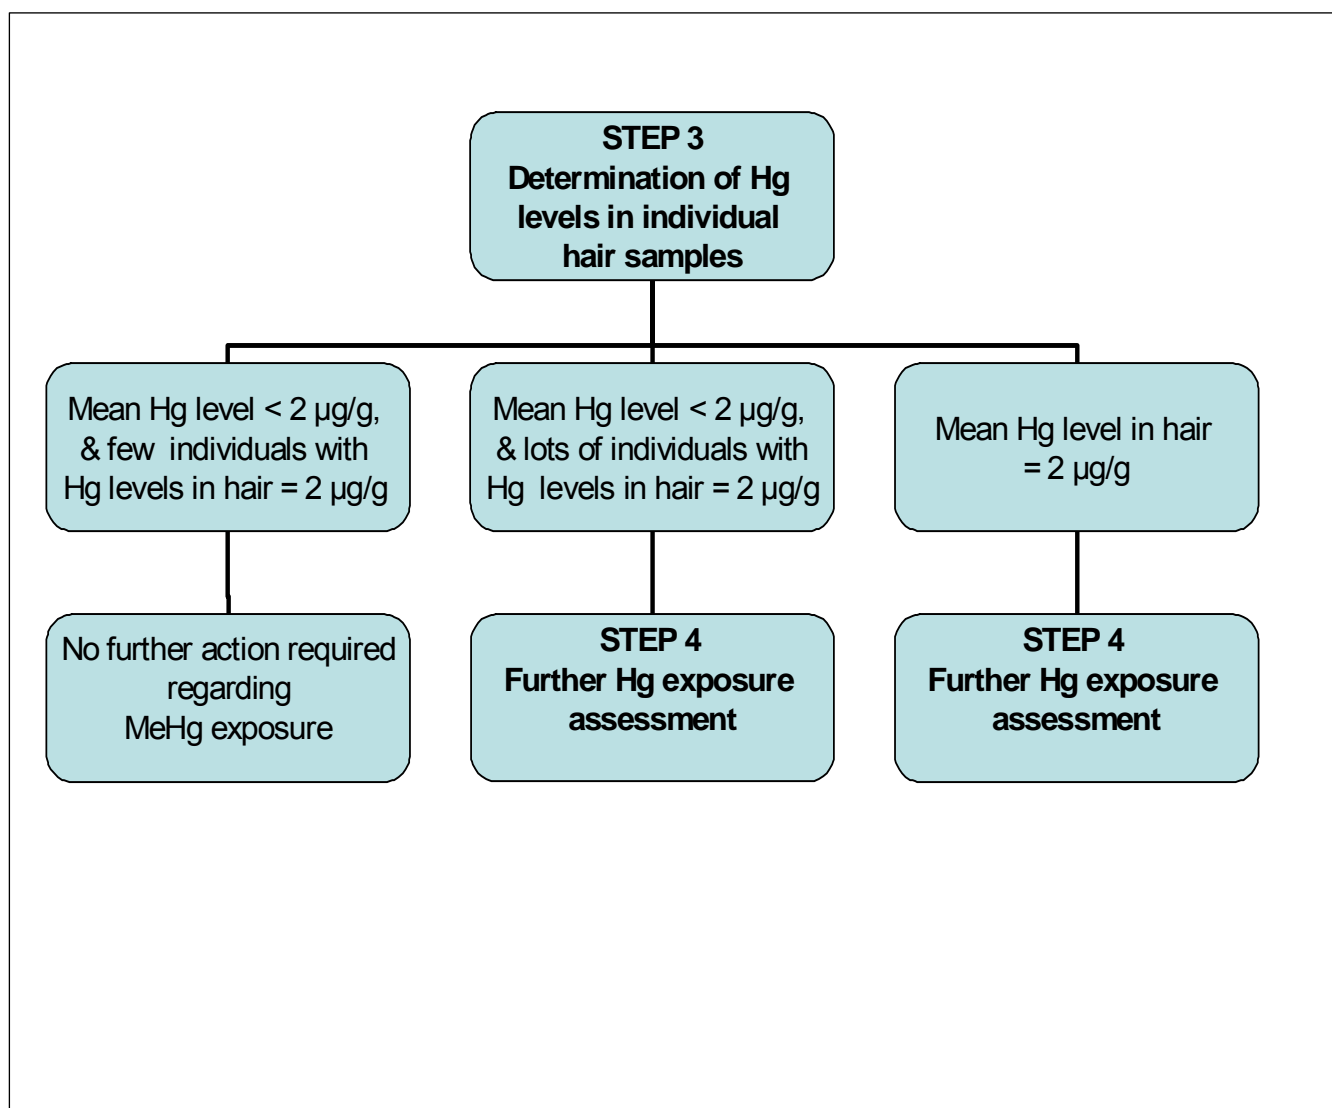 STEP 3
Determination of Hg
levels in individual
hair samples
Mean Hg level < 2 µg/g,
& few individuals with
Hg levels in hair = 2 µg/g
Mean Hg level < 2 µg/g,
& lots of individuals with
Hg levels in hair = 2 µg/g
Mean Hg level in hair
= 2 µg/g
No further action required
regarding
MeHg exposure
STEP 4
Further Hg exposure
assessment
STEP 4
Further Hg exposure
assessment